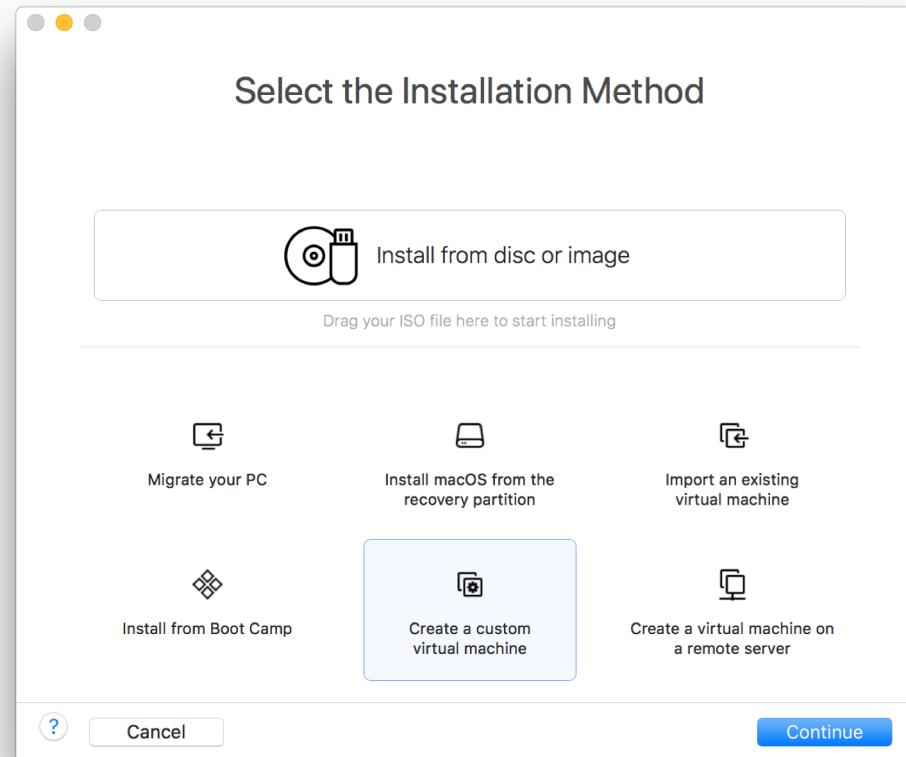 Select the Installation Method
Install from disc or image
Drag your ISO file here to start installing
Migrate your PC
Install macOS from the
recovery partition
Import an existing
virtual machine
Install from Boot Camp
Create a custom
virtual machine
Create a virtual machine on
a remote server
?
Cancel
Continue